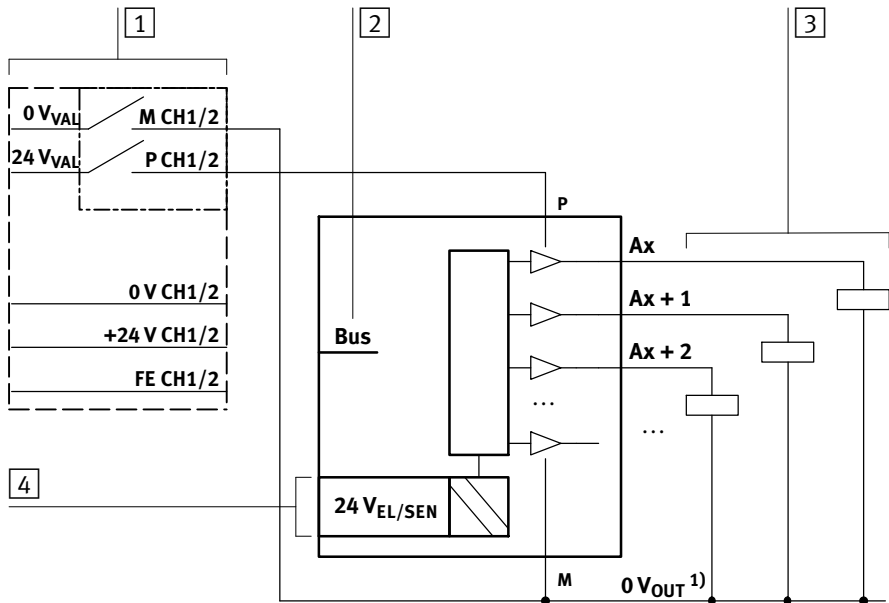 1
2
3
0 VVAL
M CH1/2
24 VVAL
P CH1/2
P
Ax
0 V CH1/2
Ax + 1
+24 V CH1/2
Bus
Ax + 2
FE CH1/2
...
...
4
24 VEL/SEN
M
0 VOUT 1)